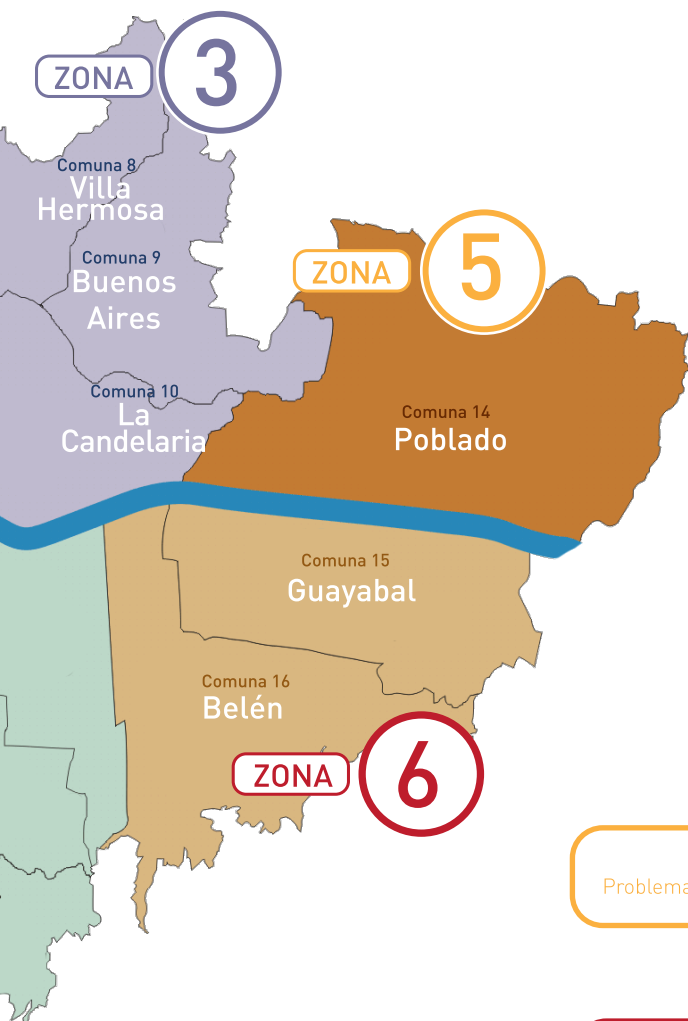 ZONA
3
Comuna 8
Villa
Hermosa
Comuna 9
Buenos
Aires
ZONA
5
Comuna 10
La
Candelaria
Comuna 14
Poblado
Comuna 15
Guayabal
Comuna 16
Belén
ZONA
6